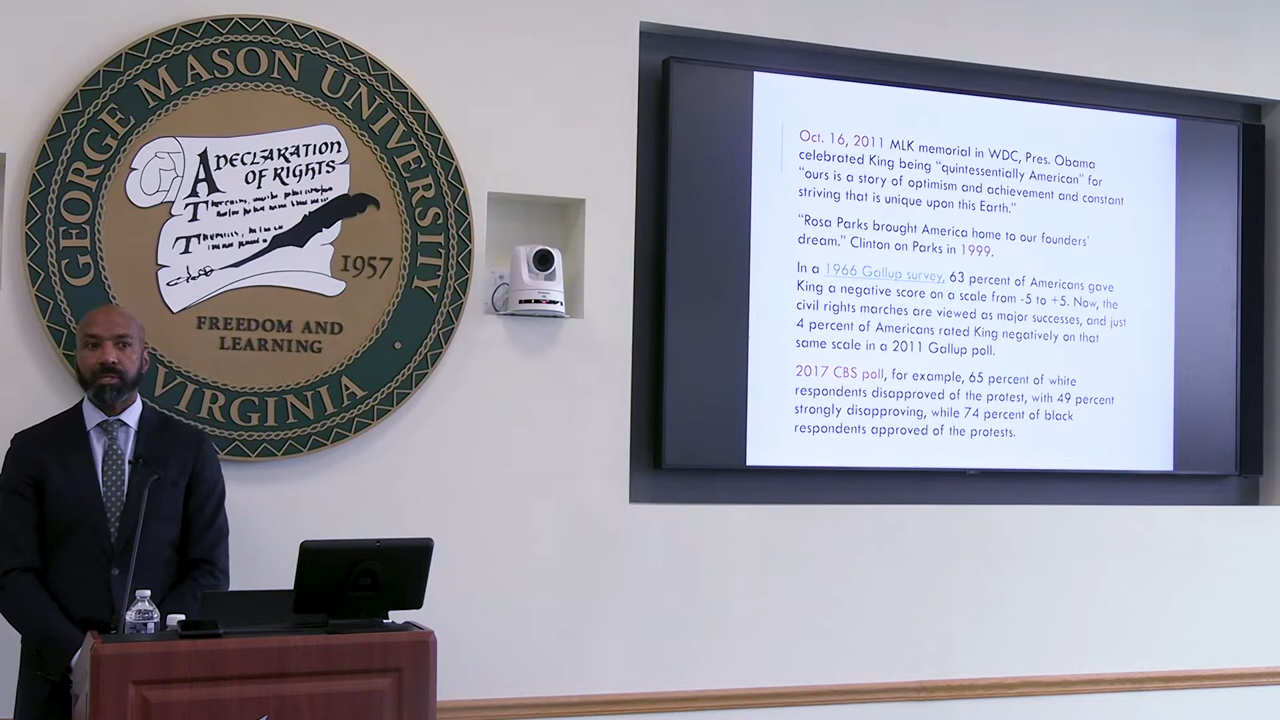 GEORGE MASON UNIVERSITY
A DECLARATION
OF RIGHTS
1957
FREEDOM AND
LEARNING
VIRGINIA
Oct. 16, 2011 MLK memorial in WDC, Pres. Obama
celebrated King being "quintessentially American" for
"ours is a story of optimism and achievement and constant
striving that is unique upon this Earth."
"Rosa Parks brought America home to our founders'
dream." Clinton on Parks in 1999.
In a 1966 Gallup survey, 63 percent of Americans gave
King a negative score on a scale from -5 to +5. Now, the
civil rights marches are viewed as major successes, and just
4 percent of Americans rated King negatively on that
same scale in a 2011 Gallup poll.
2017 CBS poll, for example, 65 percent of white
respondents disapproved of the protest, with 49 percent
strongly disapproving, while 74 percent of black
respondents approved of the protests.